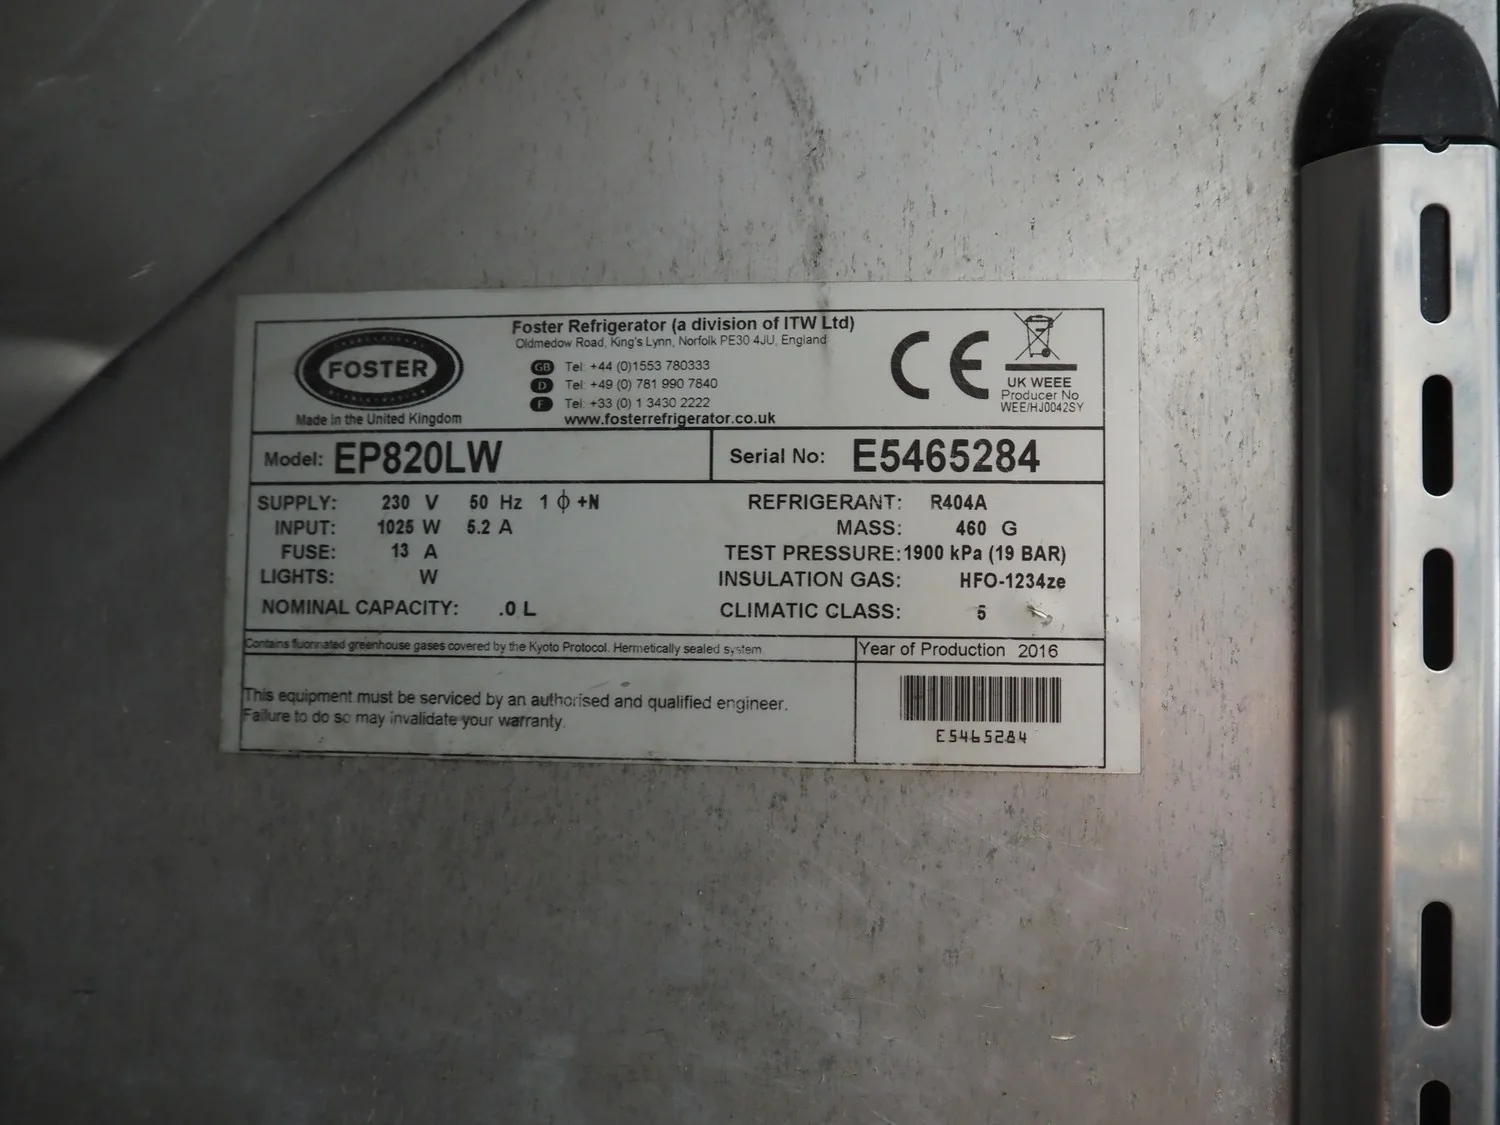 FOSTER
Made in the United Kingdom
Foster Refrigerator (a division of ITW Ltd)
Oldmedow Road, King's Lynn, Norfolk PE30 4JU, England
GB Tel: +44 (0)1553 780333
D Tel: +49 (0) 781 990 7840
F Tel: +33 (0) 1 3430 2222
www.fosterrefrigerator.co.uk
CE
UK WEEE
Producer No
WEE/HJ0042SY
Model: EP820LW
Serial No: E5465284
SUPPLY: 230 V 50 Hz 1 ϕ +N
INPUT: 1025 W 5.2 A
FUSE: 13 A
LIGHTS: W
NOMINAL CAPACITY: .0 L
REFRIGERANT: R404A
MASS: 460 G
TEST PRESSURE: 1900 kPa (19 BAR)
INSULATION GAS: HFO-1234ze
CLIMATIC CLASS: 5
Contains fluorinated greenhouse gases covered by the Kyoto Protocol. Hermetically sealed system
Year of Production 2016
This equipment must be serviced by an authorised and qualified engineer.
Failure to do so may invalidate your warranty.
E5465284